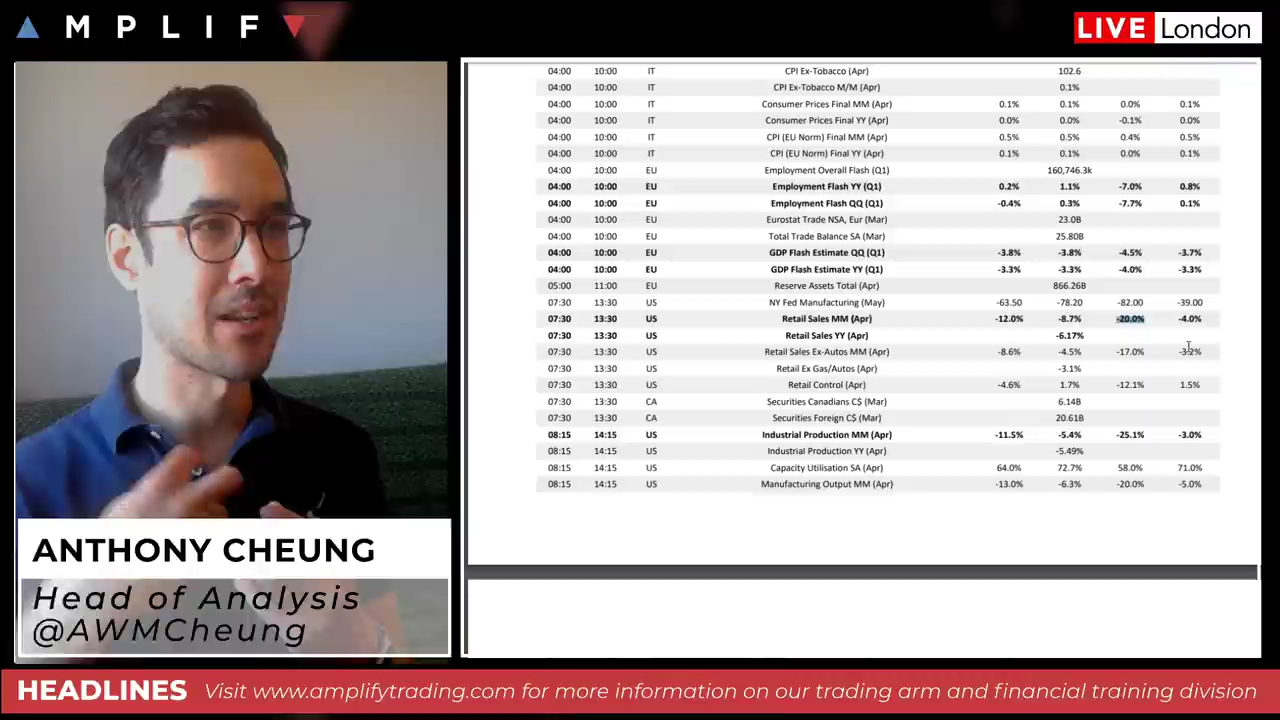 AMPLIFY
LIVE London
04:00 10:00 IT CPI Ex-Tobacco (Apr) 102.6
04:00 10:00 IT CPI Ex-Tobacco M/M (Apr) 0.1%
04:00 10:00 IT Consumer Prices Final MM (Apr) 0.1% 0.1% 0.0% 0.1%
04:00 10:00 IT Consumer Prices Final YY (Apr) 0.0% 0.0% -0.1% 0.0%
04:00 10:00 IT CPI (EU Norm) Final MM (Apr) 0.5% 0.5% 0.4% 0.5%
04:00 10:00 IT CPI (EU Norm) Final YY (Apr) 0.1% 0.1% 0.0% 0.1%
04:00 10:00 EU Employment Overall Flash (Q1) 160,746.3k
04:00 10:00 EU Employment Flash YY (Q1) 0.2% 1.1% -7.0% 0.8%
04:00 10:00 EU Employment Flash QQ (Q1) -0.4% 0.3% -7.7% 0.1%
04:00 10:00 EU Eurostat Trade NSA, Eur (Mar) 23.0B
04:00 10:00 EU Total Trade Balance SA (Mar) 25.80B
04:00 10:00 EU GDP Flash Estimate QQ (Q1) -3.8% -3.8% -4.5% -3.7%
04:00 10:00 EU GDP Flash Estimate YY (Q1) -3.3% -3.3% -4.0% -3.3%
05:00 11:00 EU Reserve Assets Total (Apr) 866.26B
07:30 13:30 US NY Fed Manufacturing (May) -63.50 -78.20 -82.00 -39.00
07:30 13:30 US Retail Sales MM (Apr) -12.0% -8.7% -20.0% -4.0%
07:30 13:30 US Retail Sales YY (Apr) -6.17%
07:30 13:30 US Retail Sales Ex-Autos MM (Apr) -8.6% -4.5% -17.0% -3.2%
07:30 13:30 US Retail Ex Gas/Autos (Apr) -3.1%
07:30 13:30 US Retail Control (Apr) -4.6% 1.7% -12.1% 1.5%
07:30 13:30 CA Securities Canadians C$ (Mar) 6.14B
07:30 13:30 CA Securities Foreign C$ (Mar) 20.61B
08:15 14:15 US Industrial Production MM (Apr) -11.5% -5.4% -25.1% -3.0%
08:15 14:15 US Industrial Production YY (Apr) -5.49%
08:15 14:15 US Capacity Utilisation SA (Apr) 64.0% 72.7% 58.0% 71.0%
08:15 14:15 US Manufacturing Output MM (Apr) -13.0% -6.3% -20.0% -5.0%
ANTHONY CHEUNG
Head of Analysis
@AWMCheung
HEADLINES Visit www.amplifytrading.com for more information on our trading arm and financial training division